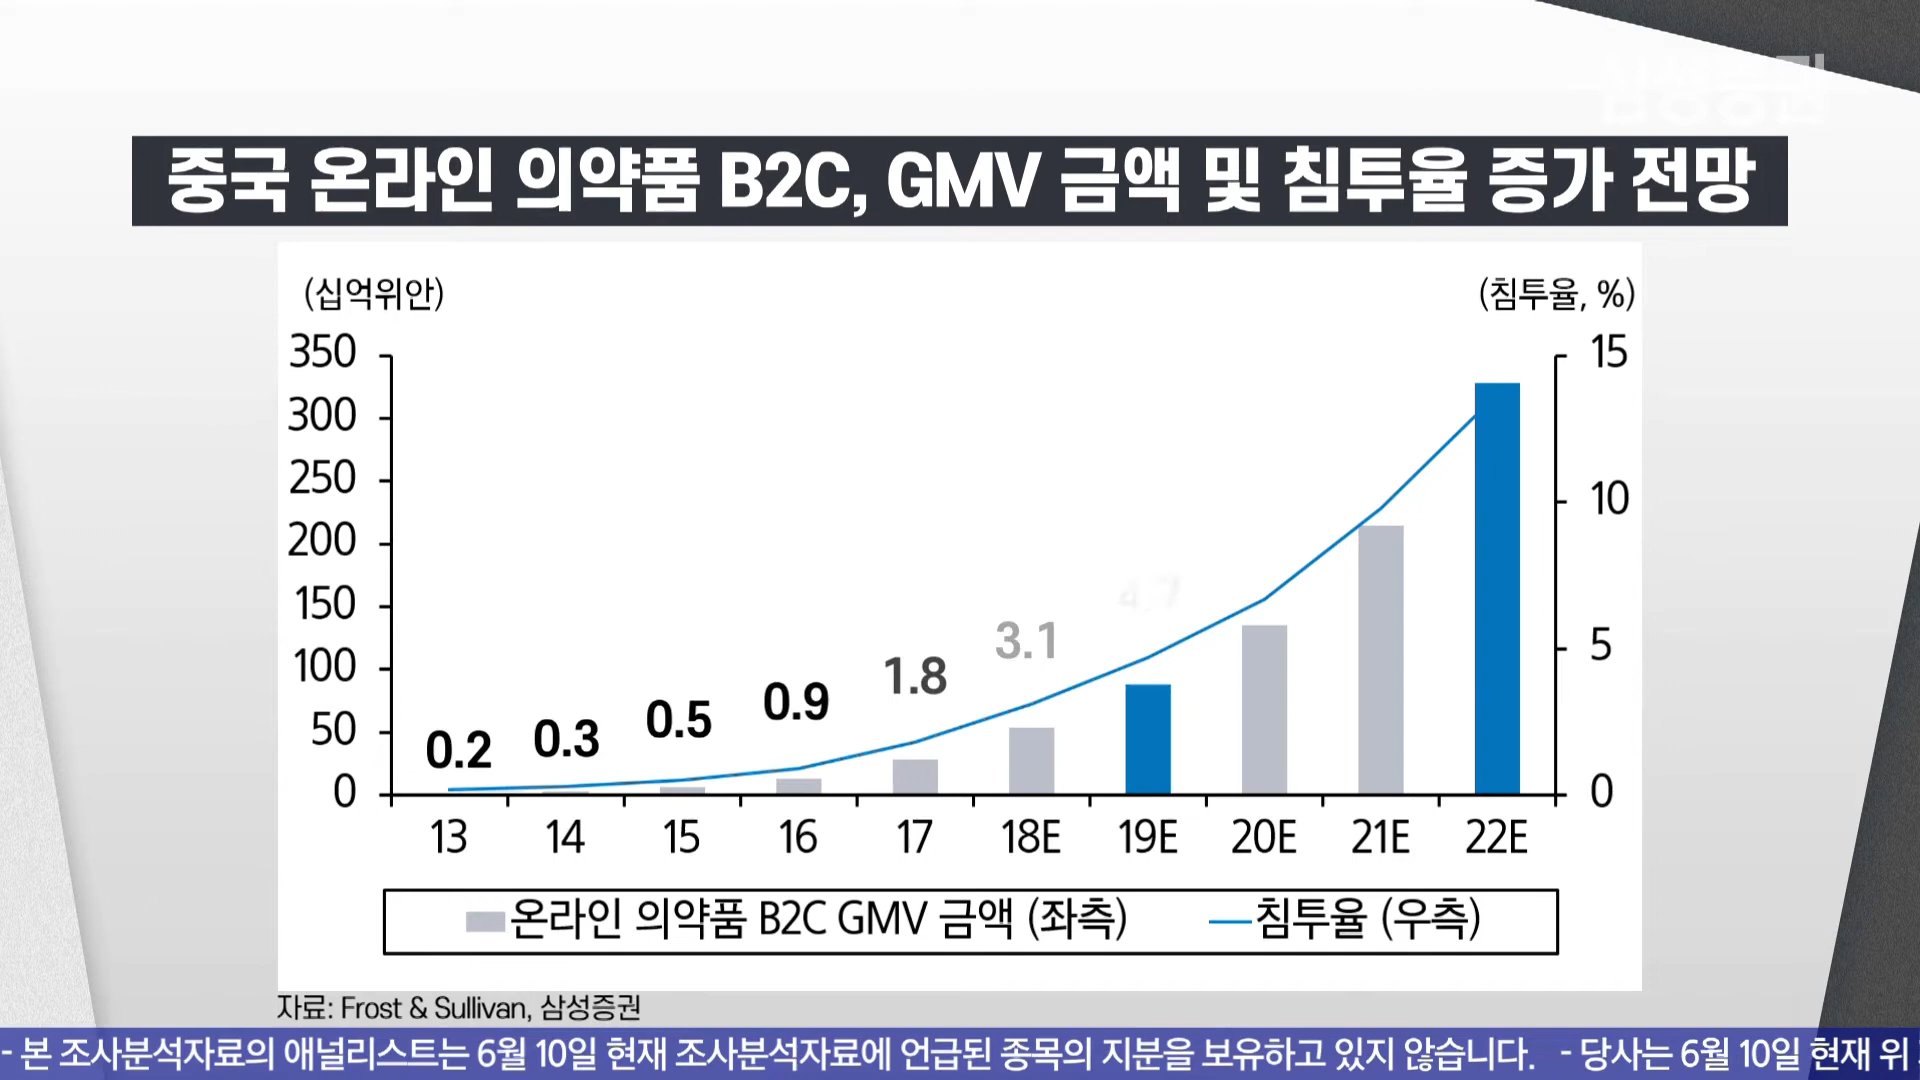 삼성증권
중국 온라인 의약품 B2C, GMV 금액 및 침투율 증가 전망
(십억위안)
(침투율, %)
350
300
250
200
150
100
50
0
15
10
5
0
0.2
0.3
0.5
0.9
1.8
3.1
4.7
13 14 15 16 17 18E 19E 20E 21E 22E
온라인 의약품 B2C GMV 금액 (좌측) 침투율 (우측)
자료: Frost & Sullivan, 삼성증권
- 본 조사분석자료의 애널리스트는 6월 10일 현재 조사분석자료에 언급된 종목의 지분을 보유하고 있지 않습니다. - 당사는 6월 10일 현재 위